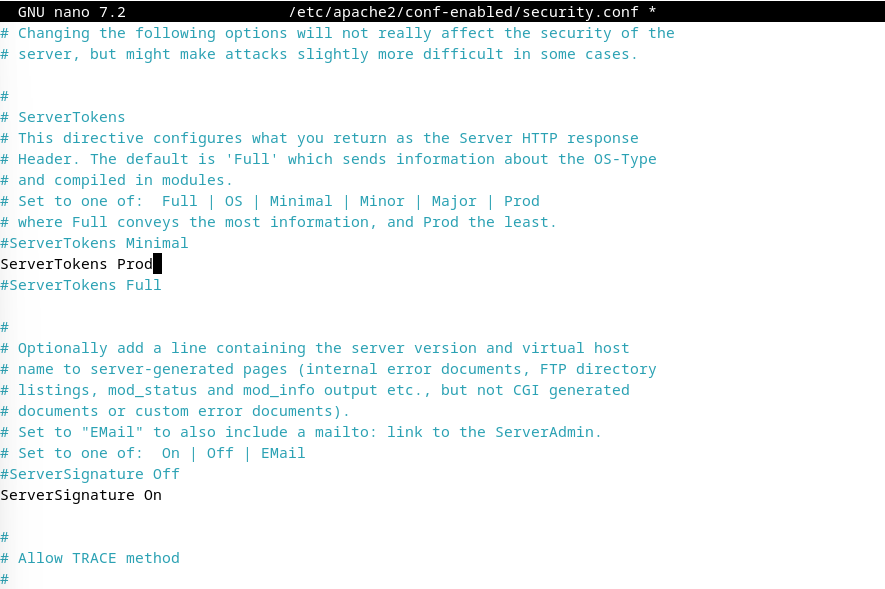 GNU nano 7.2 /etc/apache2/conf-enabled/security.conf *
# Changing the following options will not really affect the security of the
# server, but might make attacks slightly more difficult in some cases.
#
# ServerTokens
# This directive configures what you return as the Server HTTP response
# Header. The default is 'Full' which sends information about the OS-Type
# and compiled in modules.
# Set to one of:  Full | OS | Minimal | Minor | Major | Prod
# where Full conveys the most information, and Prod the least.
#ServerTokens Minimal
ServerTokens Prod
#ServerTokens Full
#
# Optionally add a line containing the server version and virtual host
# name to server-generated pages (internal error documents, FTP directory
# listings, mod_status and mod_info output etc., but not CGI generated
# documents or custom error documents).
# Set to "EMail" to also include a mailto: link to the ServerAdmin.
# Set to one of:  On | Off | EMail
#ServerSignature Off
ServerSignature On
#
# Allow TRACE method
#